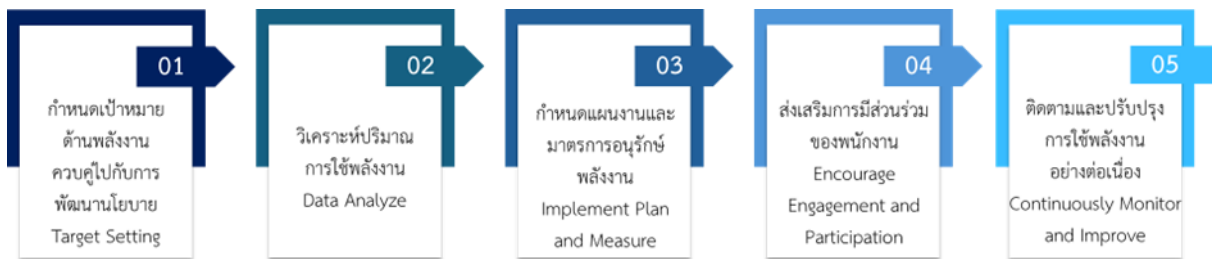 01
กำหนดเป้าหมาย
ด้านพลังงาน
ควบคู่ไปกับการ
พัฒนานโยบาย
Target Setting
02
วิเคราะห์ปริมาณ
การใช้พลังงาน
Data Analyze
03
กำหนดแผนงานและ
มาตรการอนุรักษ์
พลังงาน
Implement Plan
and Measure
04
ส่งเสริมการมีส่วนร่วม
ของพนักงาน
Encourage
Engagement and
Participation
05
ติดตามและปรับปรุง
การใช้พลังงาน
อย่างต่อเนื่อง
Continuously Monitor
and Improve